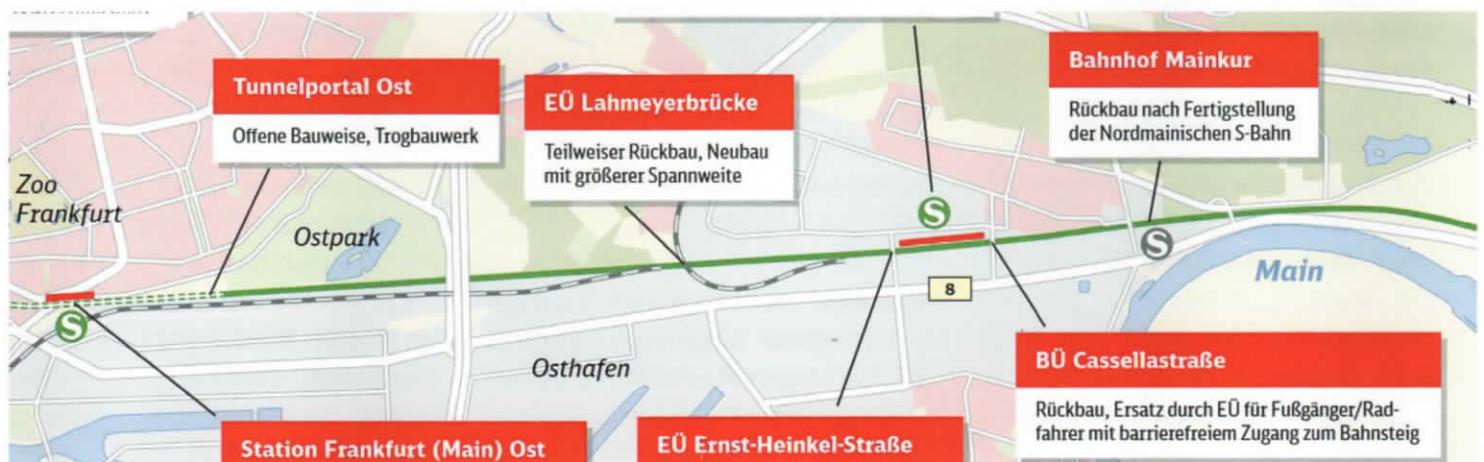 Tunnelportal Ost
Offene Bauweise, Trogbauwerk
EÜ Lahmeyerbrücke
Teilweiser Rückbau, Neubau
mit größerer Spannweite
Bahnhof Mainkur
Rückbau nach Fertigstellung
der Nordmainischen S-Bahn
Zoo
Frankfurt
Ostpark
S
S
S
Main
8
Osthafen
BÜ Cassellastraße
Rückbau, Ersatz durch EÜ für Fußgänger/Rad-
fahrer mit barrierefreiem Zugang zum Bahnsteig
Station Frankfurt (Main) Ost
EÜ Ernst-Heinkel-Straße